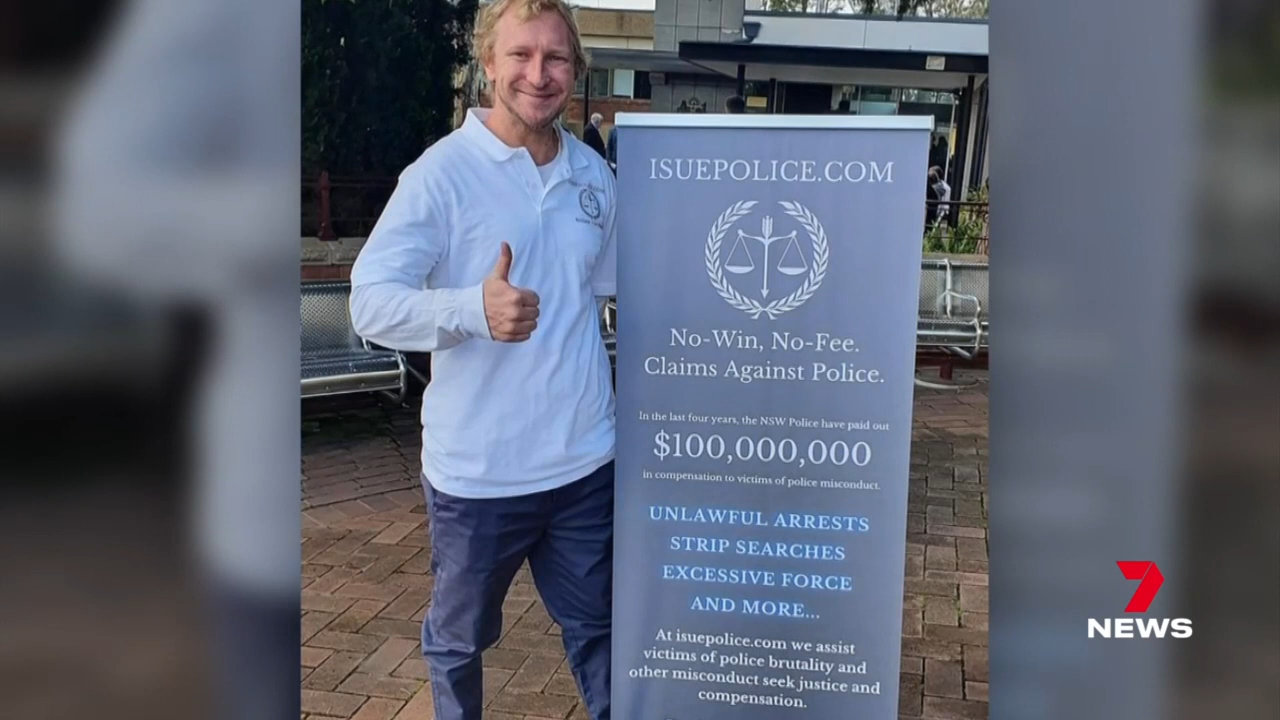 ISUEPOLICE.COM
No-Win, No-Fee.
Claims Against Police.
In the last four years, the NSW Police have paid out
$100,000,000
in compensation to victims of police misconduct.
UNLAWFUL ARRESTS
STRIP SEARCHES
EXCESSIVE FORCE
AND MORE...
At isuepolice.com we assist
victims of police brutality and
other misconduct seek justice and
compensation.
7
NEWS